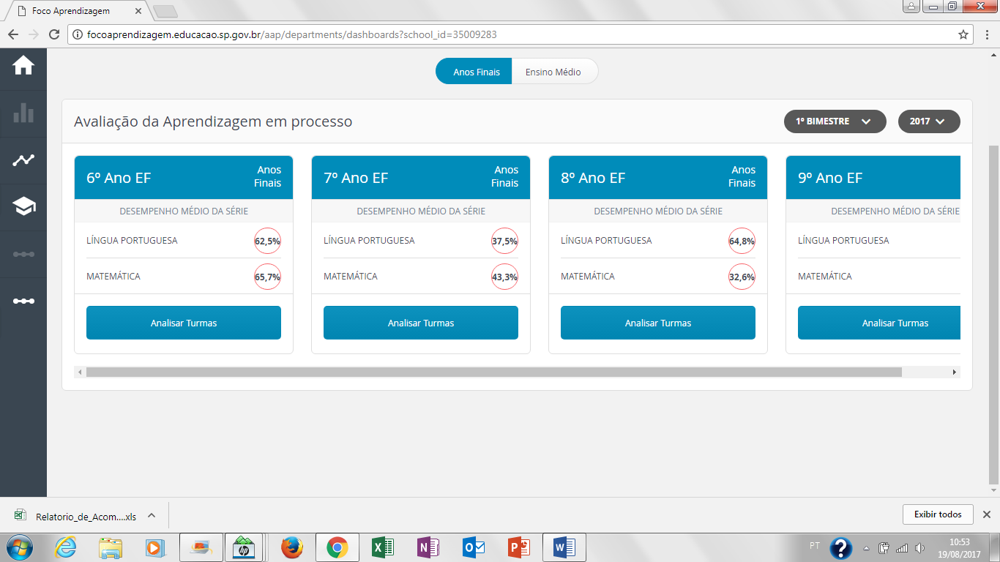 Foco Aprendizagem
focoaprendizagem.educacao.sp.gov.br/aap/departments/dashboards?school_id=35009283
Anos Finais
Ensino Médio
Avaliação da Aprendizagem em processo
1º BIMESTRE
2017
6º Ano EF
Anos
Finais
DESEMPENHO MÉDIO DA SÉRIE
LÍNGUA PORTUGUESA
62,5%
MATEMÁTICA
65,7%
Analisar Turmas
7º Ano EF
Anos
Finais
DESEMPENHO MÉDIO DA SÉRIE
LÍNGUA PORTUGUESA
37,5%
MATEMÁTICA
43,3%
Analisar Turmas
8º Ano EF
Anos
Finais
DESEMPENHO MÉDIO DA SÉRIE
LÍNGUA PORTUGUESA
64,8%
MATEMÁTICA
32,6%
Analisar Turmas
9º Ano EF
DESEMPENHO MÉDIO DA SÉRIE
LÍNGUA PORTUGUESA
MATEMÁTICA
Analisar Turmas
Relatorio_de_Acom....xls
Exibir todos
hp
PT
?
10:53
19/08/2017